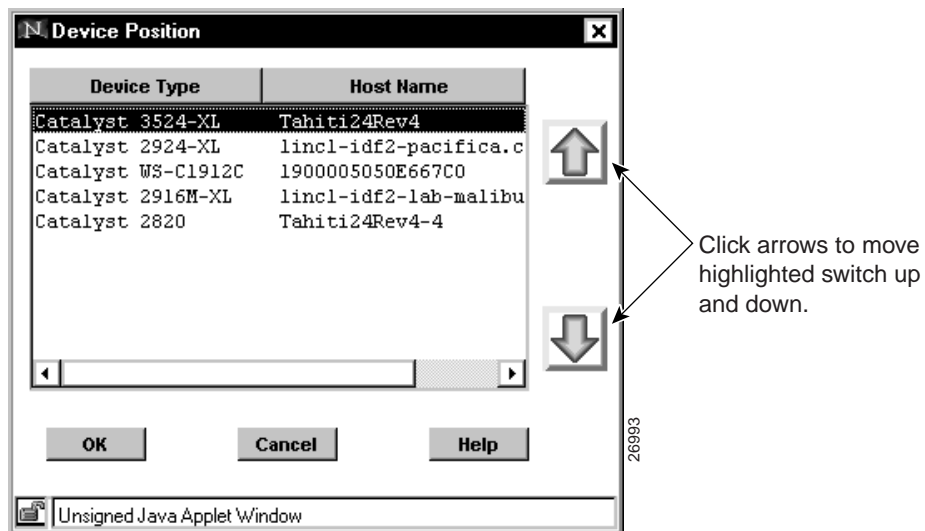 N Device Position
Device Type Host Name
Catalyst 3524-XL Tahiti24Rev4
Catalyst 2924-XL lincl-idf2-pacifica.c
Catalyst WS-C1912C 1900005050E667C0
Catalyst 2916M-XL lincl-idf2-lab-malibu
Catalyst 2820 Tahiti24Rev4-4
Click arrows to move
highlighted switch up
and down.
OK Cancel Help
26993
Unsigned Java Applet Window